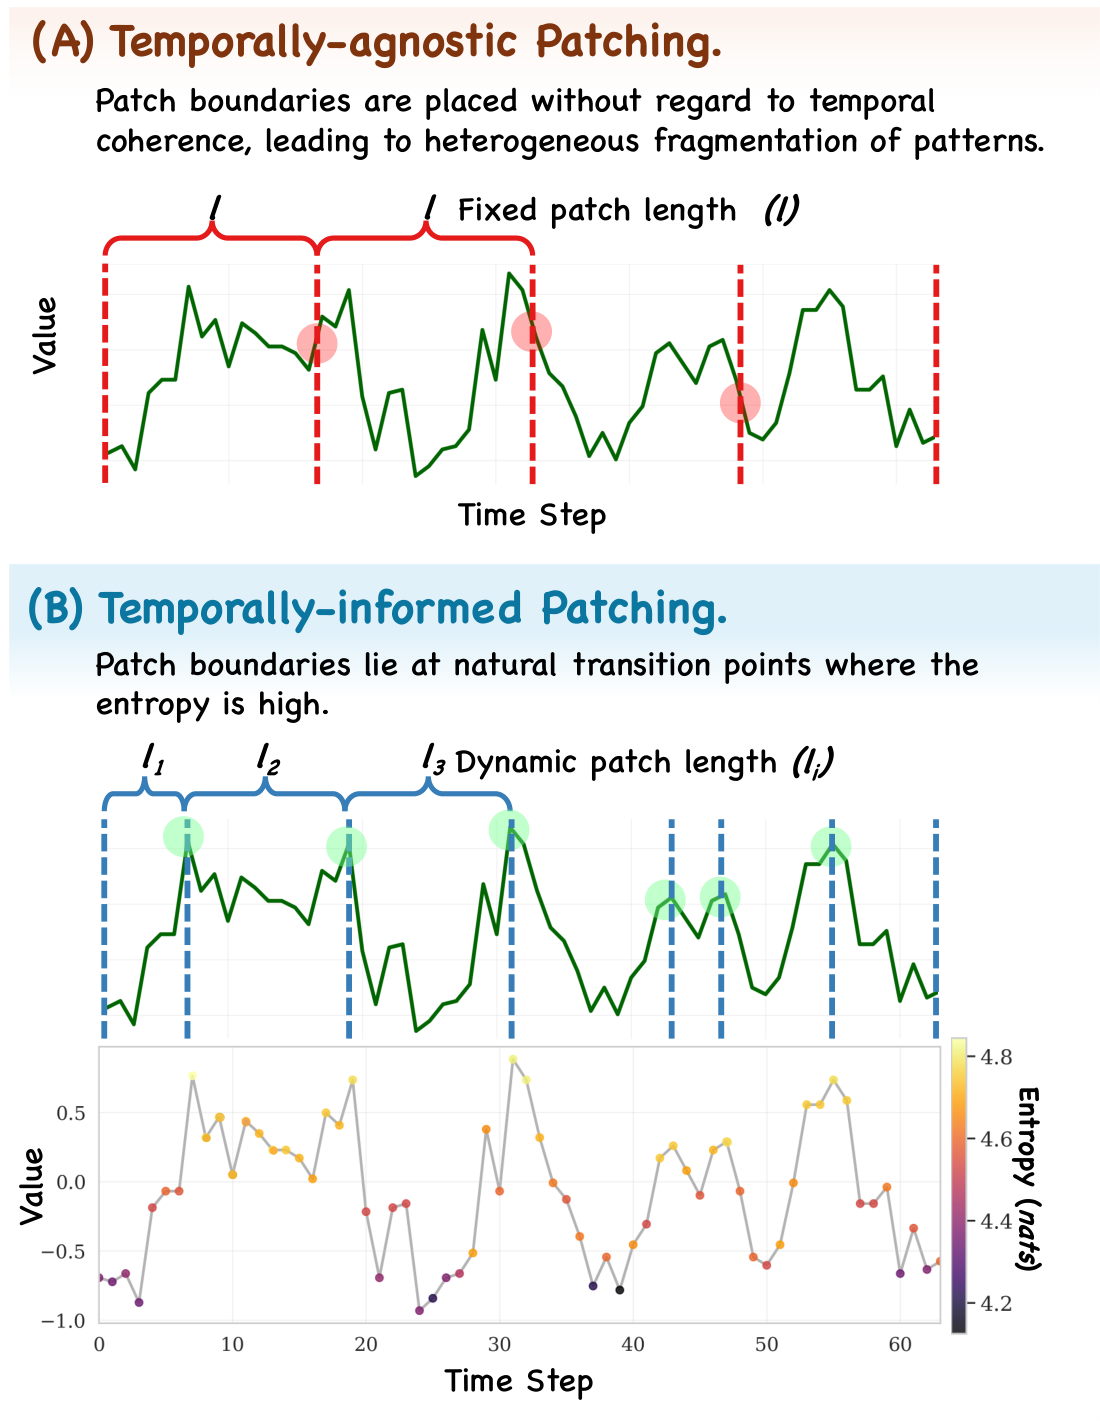 (A) Temporally-agnostic Patching.
Patch boundaries are placed without regard to temporal
coherence, leading to heterogeneous fragmentation of patterns.
l
l
Fixed patch length (l)
Value
Time Step
(B) Temporally-informed Patching.
Patch boundaries lie at natural transition points where the
entropy is high.
l1
l2
l3
Dynamic patch length (li)
0.5
0.0
−0.5
−1.0
Value
0 10 20 30 40 50 60
Time Step
4.8
4.6
4.4
4.2
Entropy (nats)